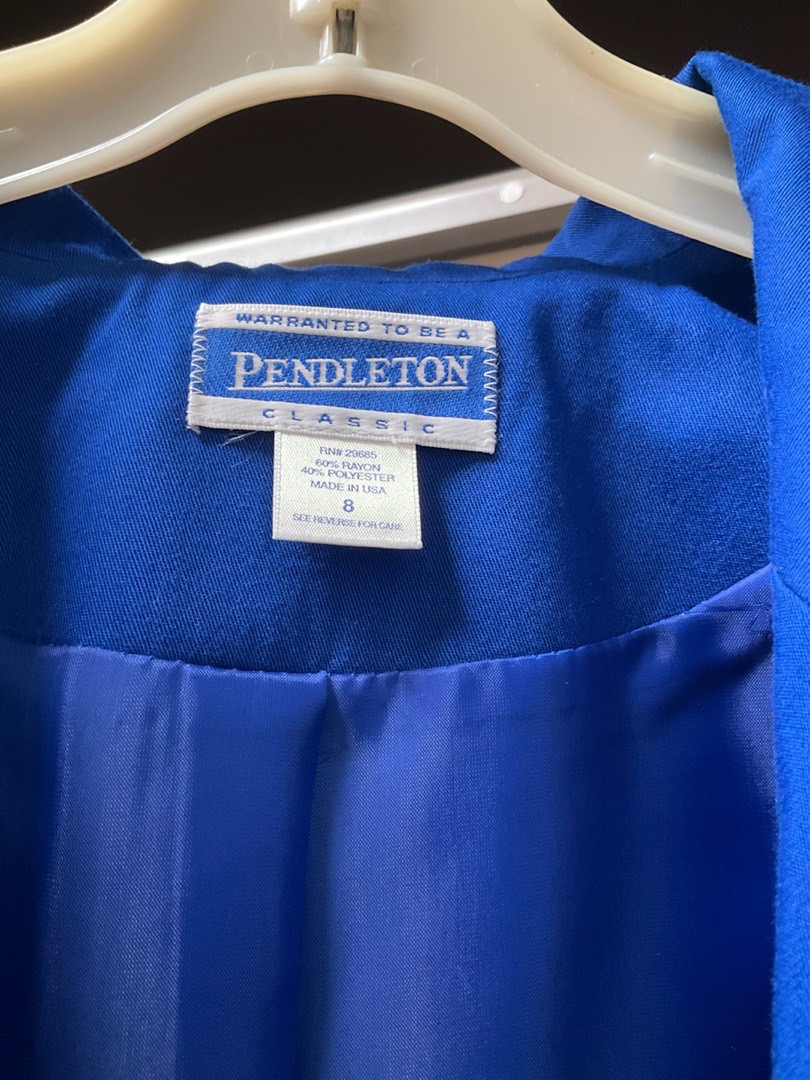 WARRANTED TO BE A
PENDLETON
CLASSIC
RN# 29685
60% RAYON
40% POLYESTER
MADE IN USA
8
SEE REVERSE FOR CARE